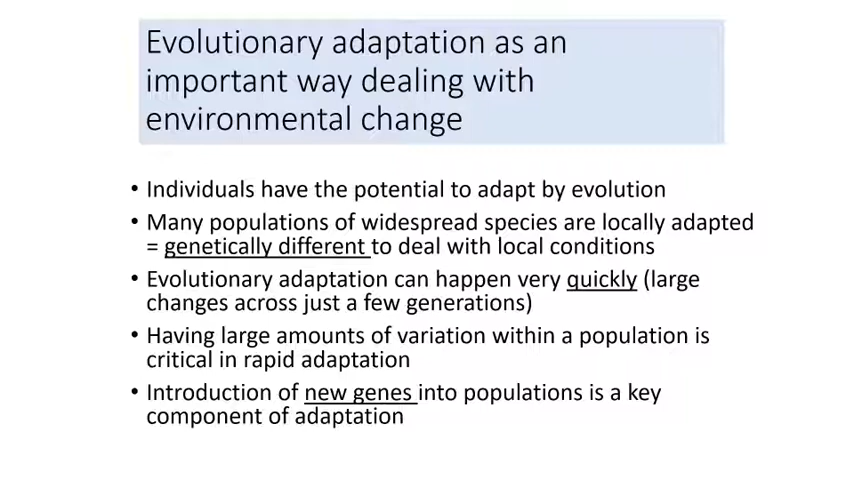 Evolutionary adaptation as an
important way dealing with
environmental change
• Individuals have the potential to adapt by evolution
• Many populations of widespread species are locally adapted
= genetically different to deal with local conditions
• Evolutionary adaptation can happen very quickly (large
changes across just a few generations)
• Having large amounts of variation within a population is
critical in rapid adaptation
• Introduction of new genes into populations is a key
component of adaptation